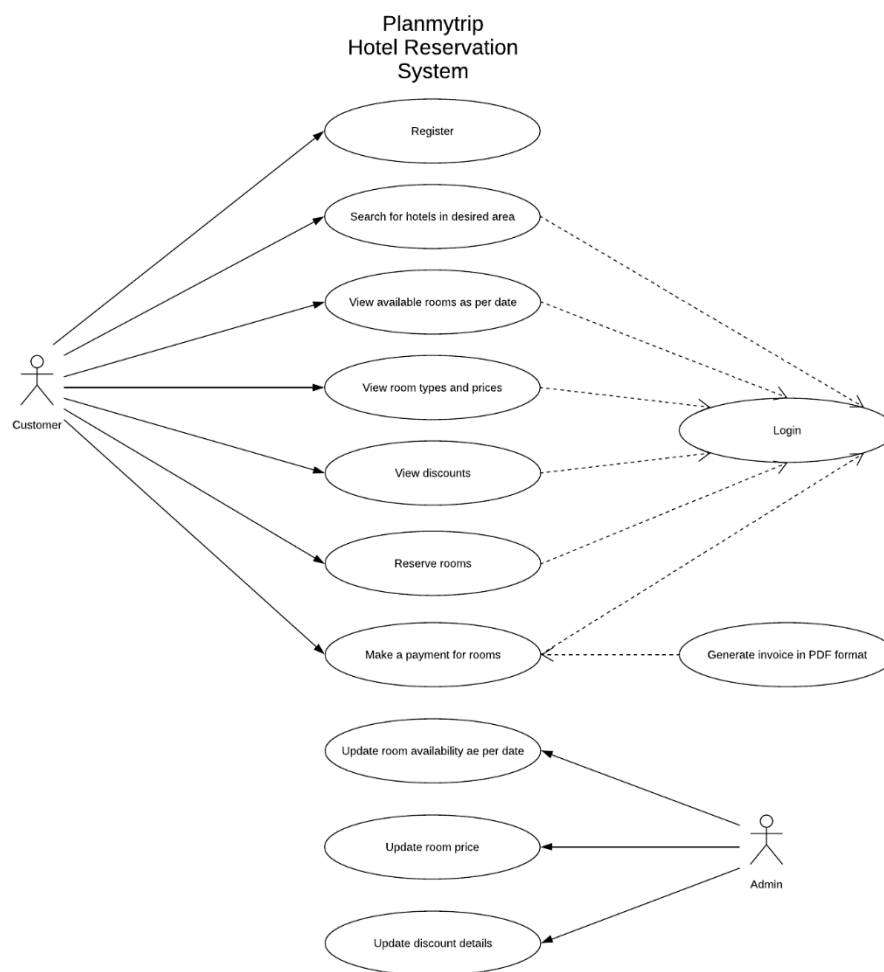 Planmytrip
Hotel Reservation
System
Register
Search for hotels in desired area
View available rooms as per date
View room types and prices
Customer
Login
View discounts
Reserve rooms
Make a payment for rooms
Generate invoice in PDF format
Update room availability ae per date
Update room price
Admin
Update discount details